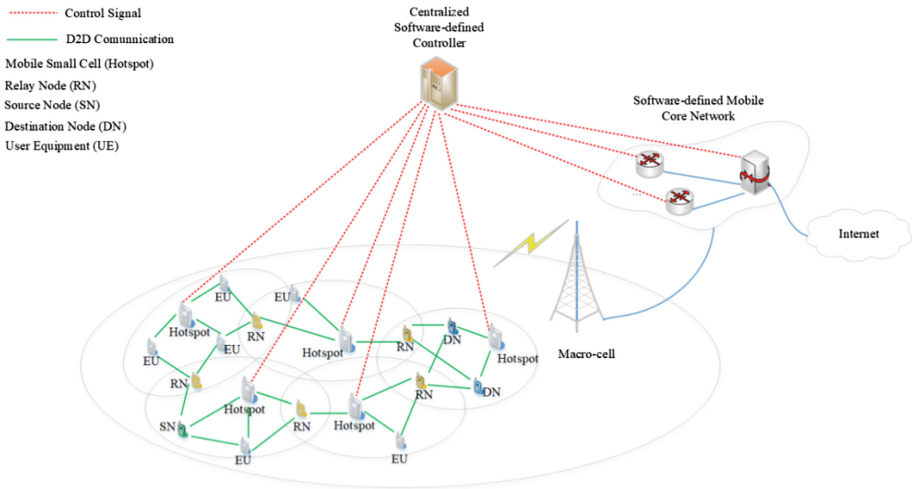 Control Signal
D2D Comunnication
Mobile Small Cell (Hotspot)
Relay Node (RN)
Source Node (SN)
Destination Node (DN)
User Equipment (UE)
Centralized
Software-defined
Controller
Software-defined Mobile
Core Network
......
Internet
Macro-cell
EU
EU
Hotspot
RN
EU
EU
Hotspot
RN
DN
Hotspot
RN
Hotspot
RN
DN
SN
RN
Hotspot
EU
EU